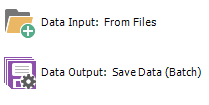 Data Input: From Files
Data Output: Save Data (Batch)